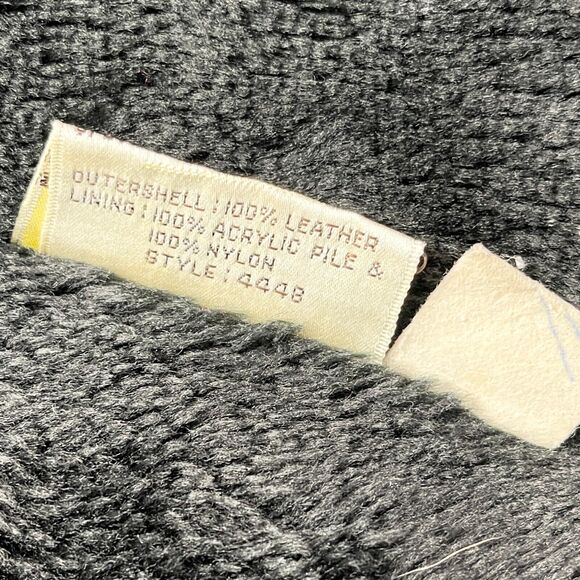 OUTERSHELL : 100% LEATHER
LINING : 100% ACRYLIC PILE &
100% NYLON
STYLE : 4448